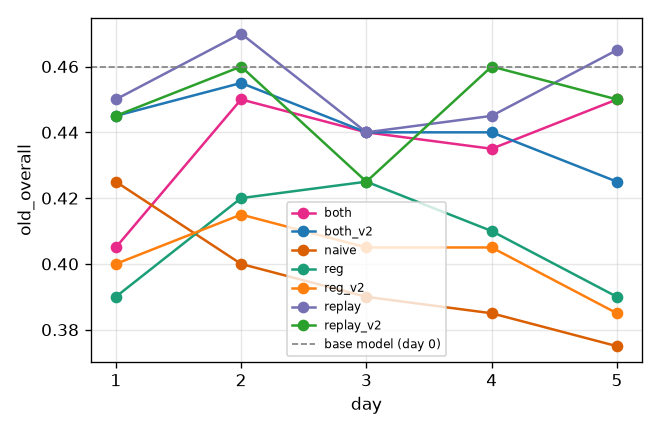 0.46
0.44
0.42
0.40
0.38
old_overall
both
both_v2
naive
reg
reg_v2
replay
replay_v2
base model (day 0)
1 2 3 4 5
day